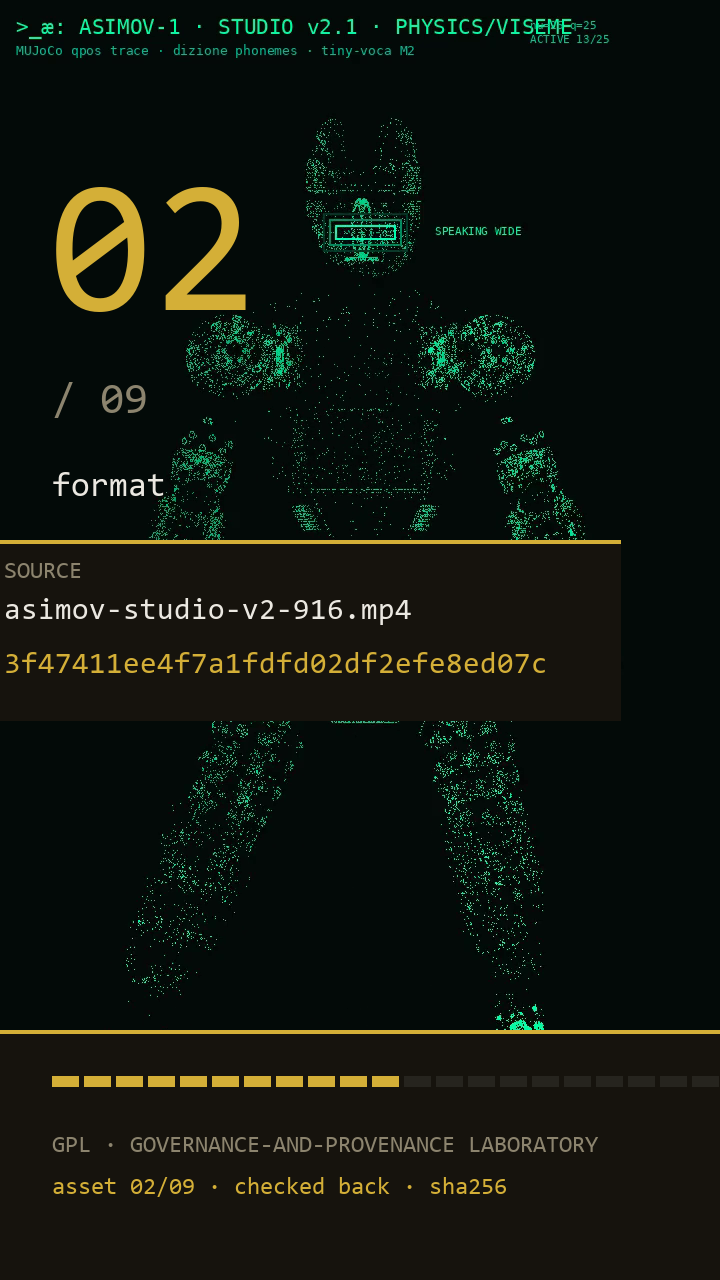 >_æ: ASIMOV-1 · STUDIO v2.1 · PHYSICS/VISEME
q=25
ACTIVE 13/25
MUJoCo qpos trace · dizione phonemes · tiny-voca M2
02
SPEAKING WIDE
/ 09
format
SOURCE
asimov-studio-v2-916.mp4
3f47411ee4f7a1fdfd02df2efe8ed07c
GPL · GOVERNANCE-AND-PROVENANCE LABORATORY
asset 02/09 · checked back · sha256